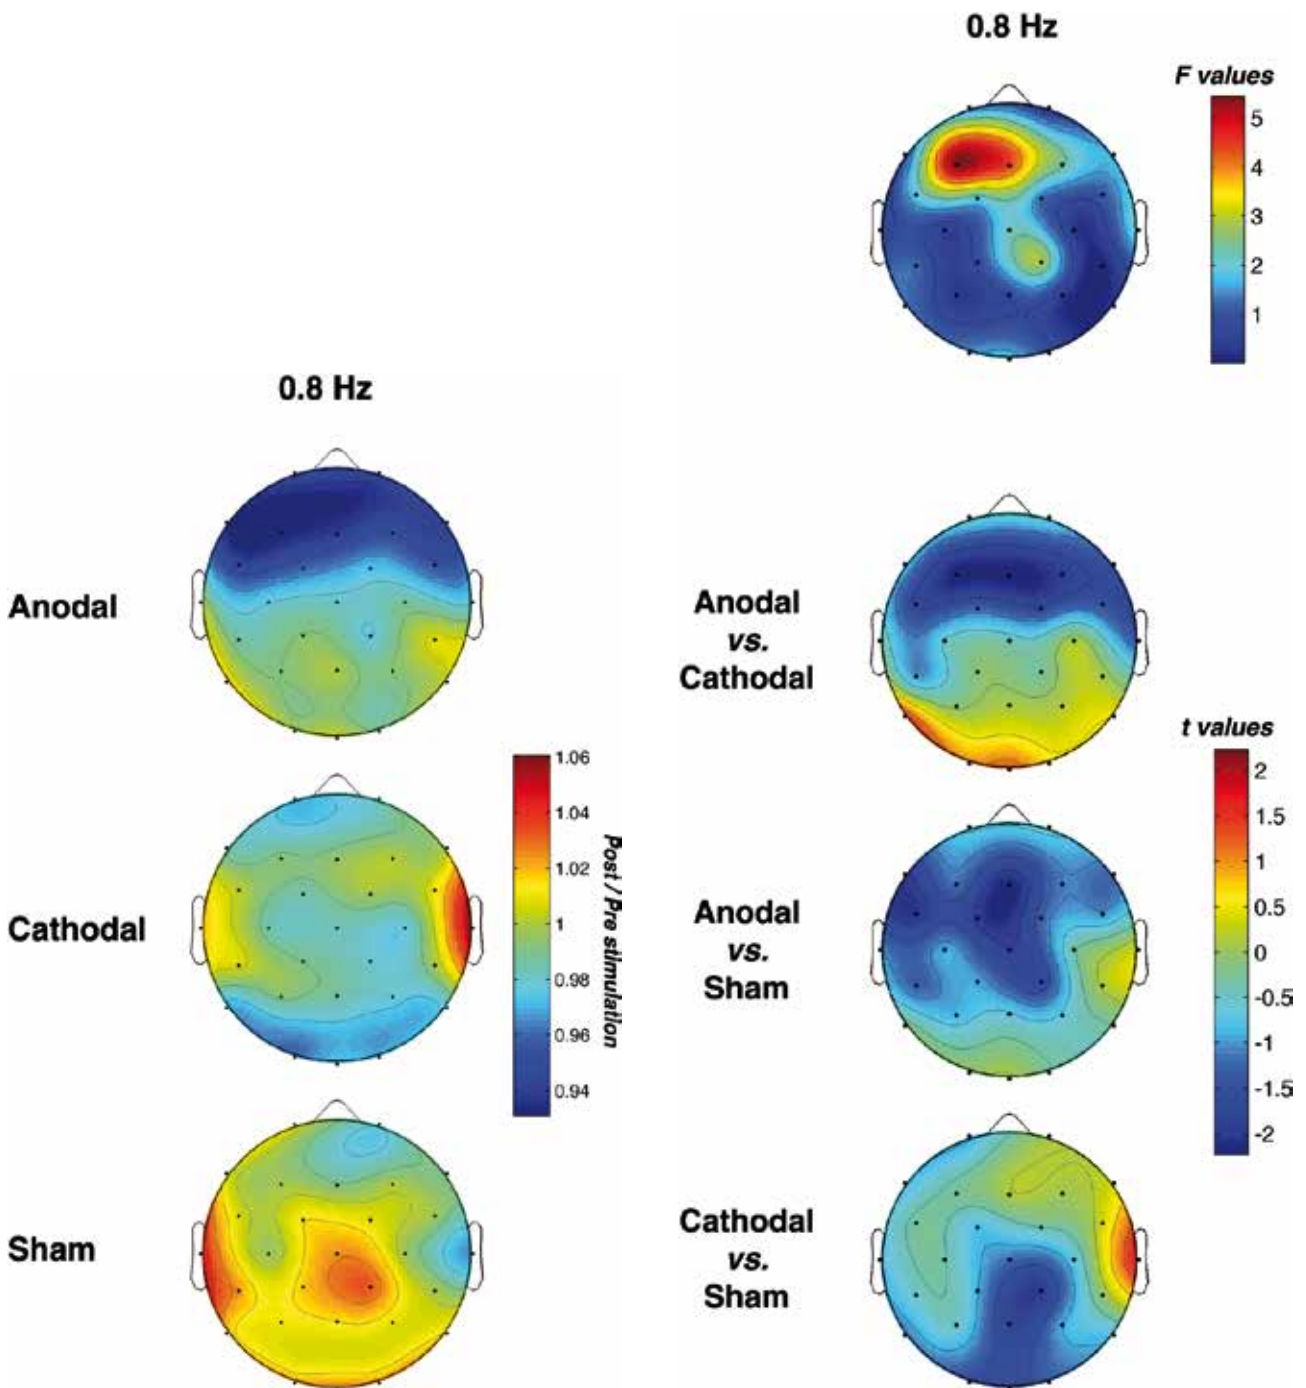 0.8 Hz
F values
5
4
3
2
1
0.8 Hz
Anodal
Cathodal
Sham
1.06
1.04
1.02
1
0.98
0.96
0.94
Post / Pre stimulation
Anodal
vs.
Cathodal
Anodal
vs.
Sham
Cathodal
vs.
Sham
t values
2
1.5
1
0.5
0
-0.5
-1
-1.5
-2